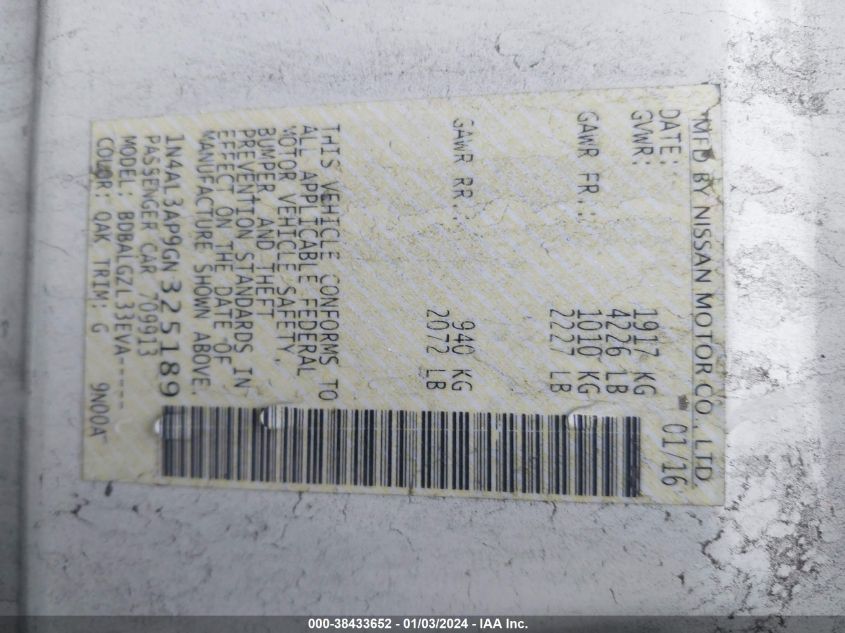 MFD BY NISSAN MOTOR CO., LTD.
DATE: 01/16
GVWR: 1917 KG
4226 LB
GAWR FR.: 1010 KG
2227 LB
GAWR RR.: 940 KG
2072 LB
THIS VEHICLE CONFORMS TO
ALL APPLICABLE FEDERAL
MOTOR VEHICLE SAFETY,
BUMPER AND THEFT
PREVENTION STANDARDS IN
EFFECT ON THE DATE OF
MANUFACTURE SHOWN ABOVE.
1N4AL3AP9GN325189
PASSENGER CAR 709913
MODEL: BDBALGZL33EVA----
COLOR: QAK TRIM: G 9N00A
000-38433652 - 01/03/2024 - IAA Inc.